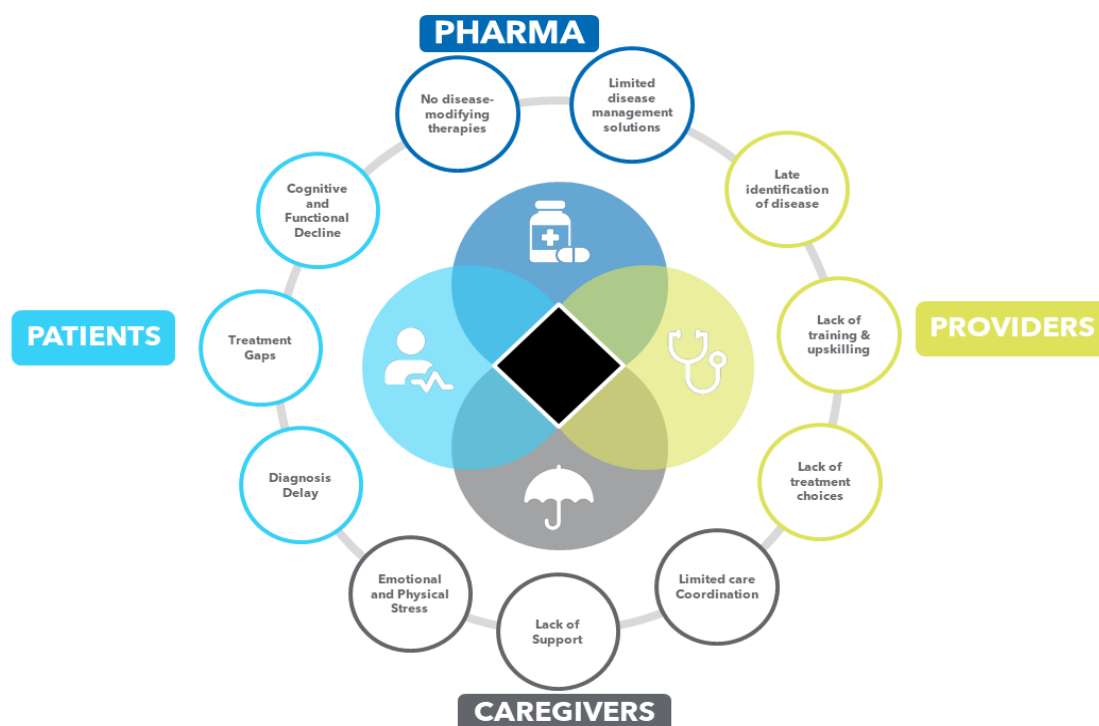 PHARMA
No disease-
modifying
therapies
Limited
disease
management
solutions
Late
identification
of disease
Cognitive
and
Functional
Decline
PATIENTS
Treatment
Gaps
Lack of
training &
upskilling
PROVIDERS
Diagnosis
Delay
Lack of
treatment
choices
Emotional
and Physical
Stress
Lack of
Support
Limited care
Coordination
CAREGIVERS